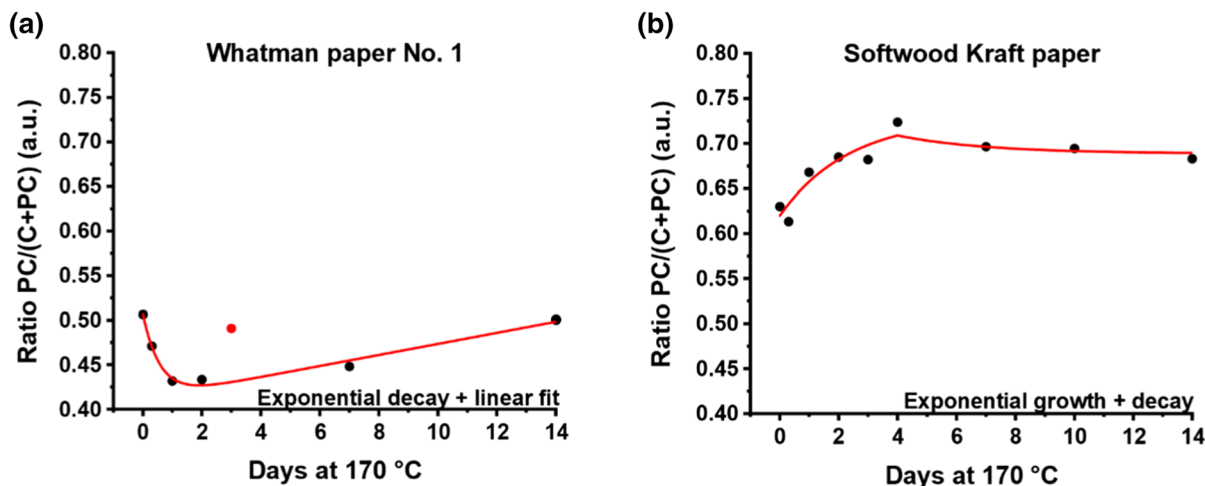 (a)
Whatman paper No. 1
Ratio PC/(C+PC) (a.u.)
0.80
0.75
0.70
0.65
0.60
0.55
0.50
0.45
0.40
Exponential decay + linear fit
0 2 4 6 8 10 12 14
Days at 170 °C
(b)
Softwood Kraft paper
Ratio PC/(C+PC) (a.u.)
0.80
0.75
0.70
0.65
0.60
0.55
0.50
0.45
0.40
Exponential growth + decay
0 2 4 6 8 10 12 14
Days at 170 °C